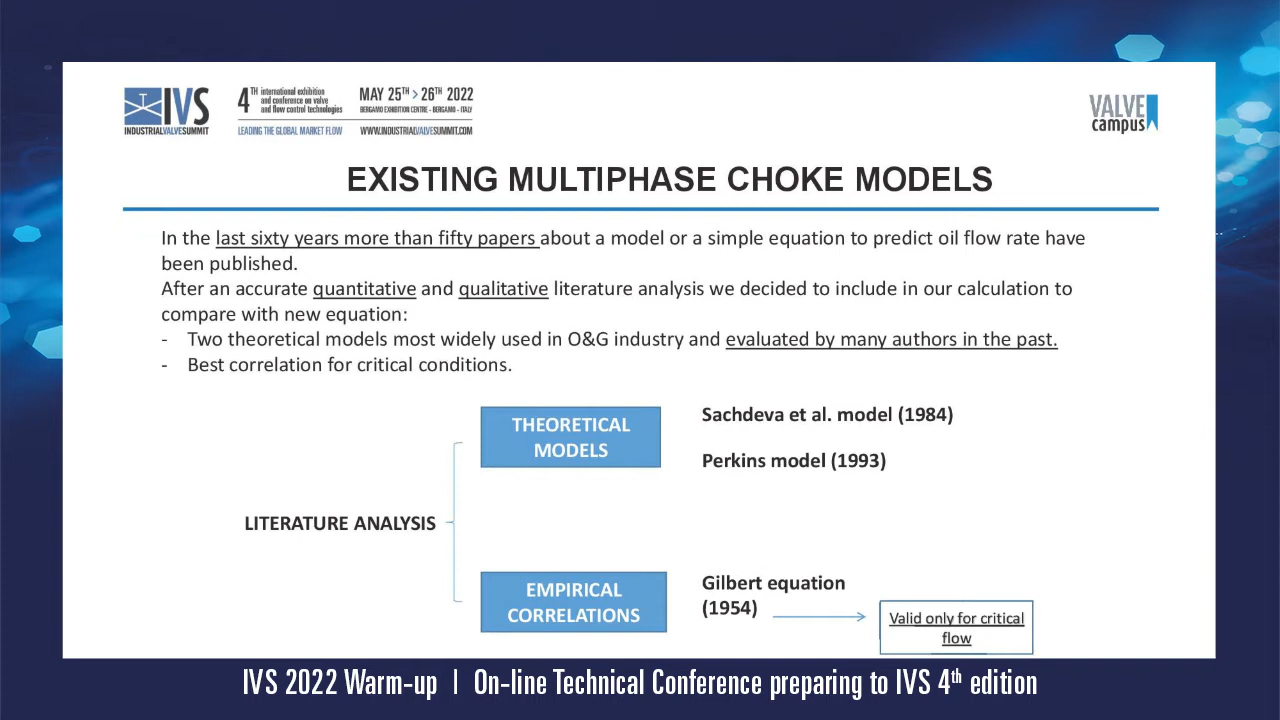 IVS
INDUSTRIALVALVESUMMIT
4TH international exhibition
and conference on valve
and flow control technologies
LEADING THE GLOBAL MARKET FLOW
MAY 25TH > 26TH 2022
BERGAMO EXHIBITION CENTRE - BERGAMO - ITALY
WWW.INDUSTRIALVALVESUMMIT.COM
VALVE
campus
EXISTING MULTIPHASE CHOKE MODELS
In the last sixty years more than fifty papers about a model or a simple equation to predict oil flow rate have
been published.
After an accurate quantitative and qualitative literature analysis we decided to include in our calculation to
compare with new equation:
- Two theoretical models most widely used in O&G industry and evaluated by many authors in the past.
- Best correlation for critical conditions.
THEORETICAL
MODELS
Sachdeva et al. model (1984)
Perkins model (1993)
LITERATURE ANALYSIS
EMPIRICAL
CORRELATIONS
Gilbert equation
(1954)
Valid only for critical
flow
IVS 2022 Warm-up | On-line Technical Conference preparing to IVS 4th edition